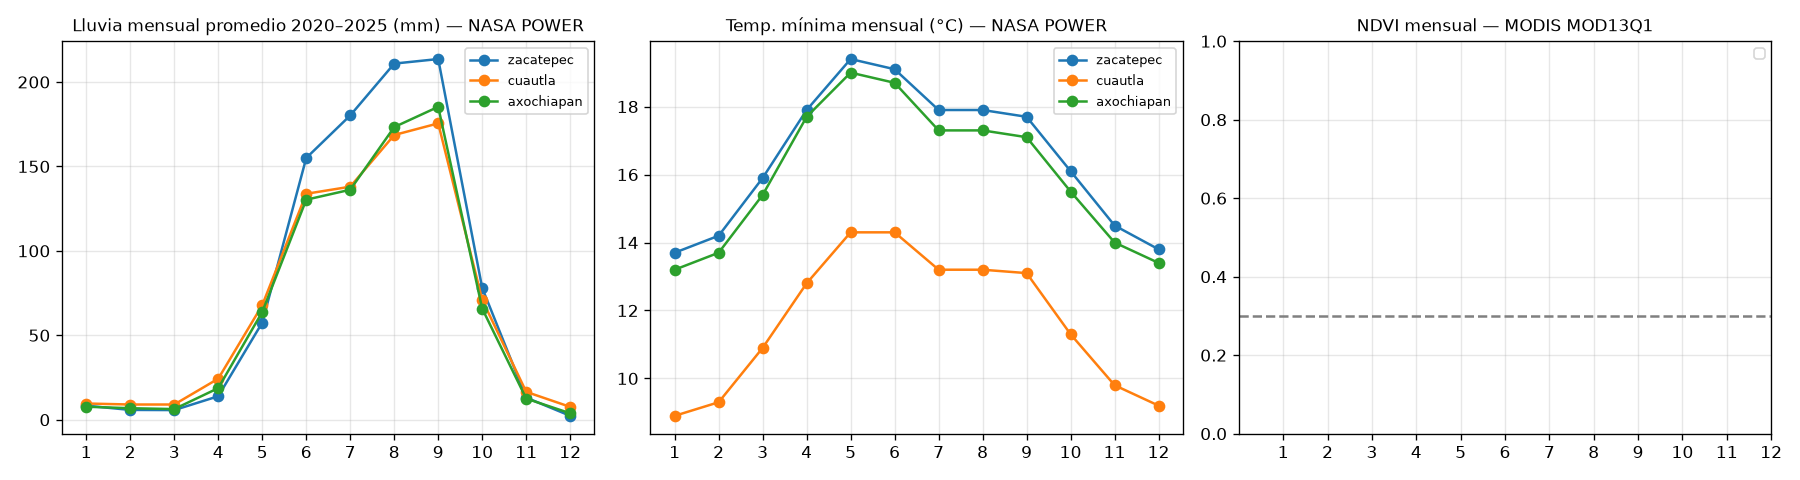 Lluvia mensual promedio 2020–2025 (mm) — NASA POWER
200
150
100
50
0
1 2 3 4 5 6 7 8 9 10 11 12
zacatepec
cuautla
axochiapan
Temp. mínima mensual (°C) — NASA POWER
18
16
14
12
10
1 2 3 4 5 6 7 8 9 10 11 12
zacatepec
cuautla
axochiapan
NDVI mensual — MODIS MOD13Q1
1.0
0.8
0.6
0.4
0.2
0.0
1 2 3 4 5 6 7 8 9 10 11 12